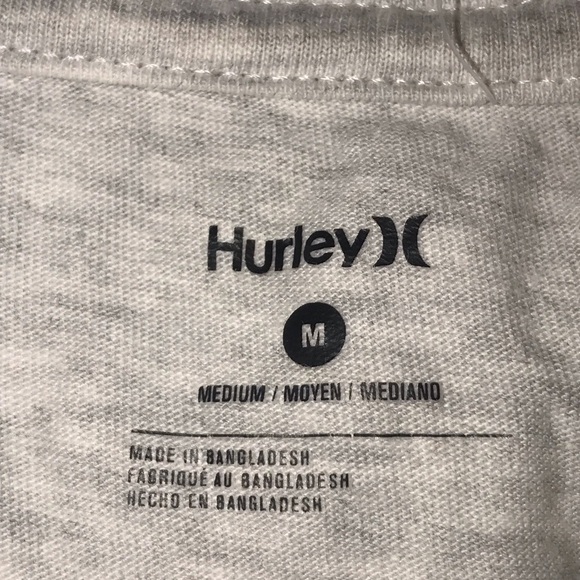 Hurley
M
MEDIUM / MOYEN / MEDIANO
MADE IN BANGLADESH
FABRIQUÉ AU BANGLADESH
HECHO EN BANGLADESH